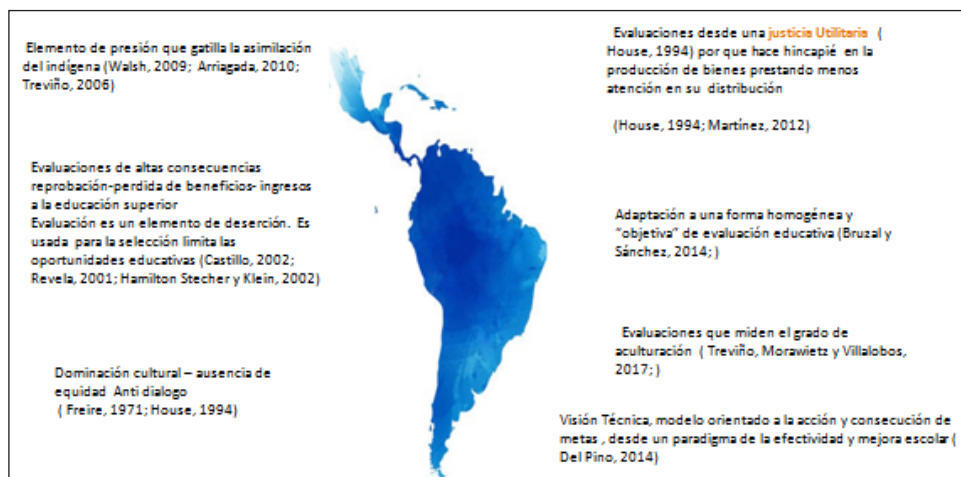 Elemento de presión que gatilla la asimilación
del indígena (Walsh, 2009; Arriagada, 2010;
Treviño, 2006)
Evaluaciones de altas consecuencias
reprobación-perdida de beneficios- ingresos
a la educación superior
Evaluación es un elemento de deserción. Es
usada para la selección limita las
oportunidades educativas (Castillo, 2002;
Revela, 2001; Hamilton Stecher y Klein, 2002)
Dominación cultural – ausencia de
equidad Anti dialogo
( Freire, 1971; House, 1994)
Evaluaciones desde una justicia Utilitaria (
House, 1994) por que hace hincapié en la
producción de bienes prestando menos
atención en su distribución
(House, 1994; Martínez, 2012)
Adaptación a una forma homogénea y
"objetiva" de evaluación educativa (Bruzal y
Sánchez, 2014; )
Evaluaciones que miden el grado de
aculturación ( Treviño, Morawietz y Villalobos,
2017; )
Visión Técnica, modelo orientado a la acción y consecución de
metas , desde un paradigma de la efectividad y mejora escolar (
Del Pino, 2014)